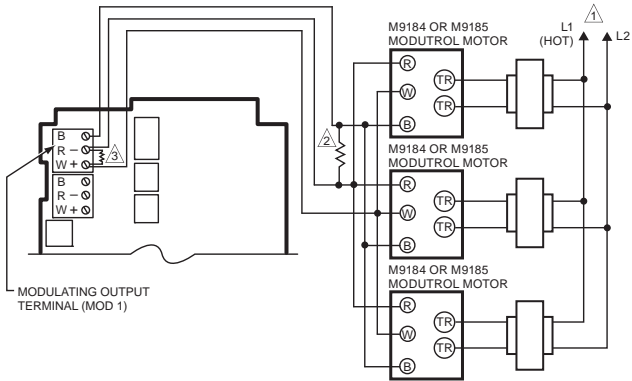 M9184 OR M9185
MODUTROL MOTOR
L1
(HOT)
1
L2
R
W
B
TR
TR
B
R –
W +
3
2
B
R –
W +
M9184 OR M9185
MODUTROL MOTOR
R
W
B
TR
TR
M9184 OR M9185
MODUTROL MOTOR
R
W
B
TR
TR
MODULATING OUTPUT
TERMINAL (MOD 1)